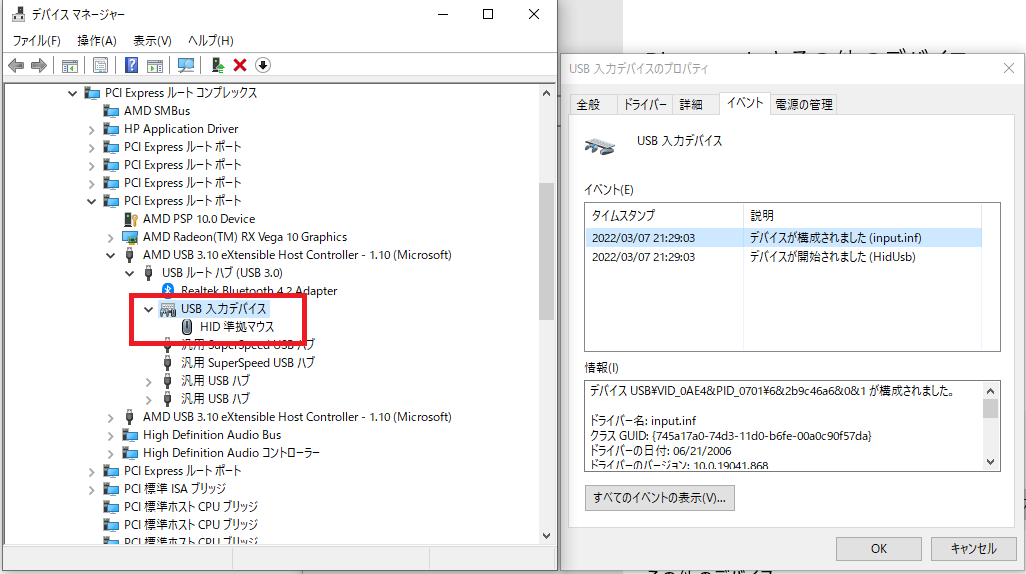 デバイス マネージャー
ファイル(F) 操作(A) 表示(V) ヘルプ(H)
PCI Express ルート コンプレックス
AMD SMBus
HP Application Driver
PCI Express ルート ポート
PCI Express ルート ポート
PCI Express ルート ポート
PCI Express ルート ポート
AMD PSP 10.0 Device
AMD Radeon(TM) RX Vega 10 Graphics
AMD USB 3.10 eXtensible Host Controller - 1.10 (Microsoft)
USB ルート ハブ (USB 3.0)
Realtek Bluetooth 4.2 Adapter
USB 入力デバイス
HID 準拠マウス
汎用 SuperSpeed USB ハブ
汎用 SuperSpeed USB ハブ
汎用 USB ハブ
汎用 USB ハブ
AMD USB 3.10 eXtensible Host Controller - 1.10 (Microsoft)
High Definition Audio Bus
High Definition Audio コントローラー
PCI Express ルート ポート
PCI 標準 ISA ブリッジ
PCI 標準ホスト CPU ブリッジ
PCI 標準ホスト CPU ブリッジ
PCI 標準ホスト CPU ブリッジ
USB 入力デバイスのプロパティ
全般 ドライバー 詳細 イベント 電源の管理
USB 入力デバイス
イベント(E)
タイムスタンプ 説明
2022/03/07 21:29:03 デバイスが構成されました (input.inf)
2022/03/07 21:29:03 デバイスが開始されました (HidUsb)
情報(I)
デバイス USB¥VID_0AE4&PID_0701¥6&2b9c46a6&0&1 が構成されました。
ドライバー名: input.inf
クラス GUID: {745a17a0-74d3-11d0-b6fe-00a0c90f57da}
ドライバーの日付: 06/21/2006
ドライバーのバージョン: 10.0.19041.868
すべてのイベントの表示(V)...
OK キャンセル
その他のデバイス